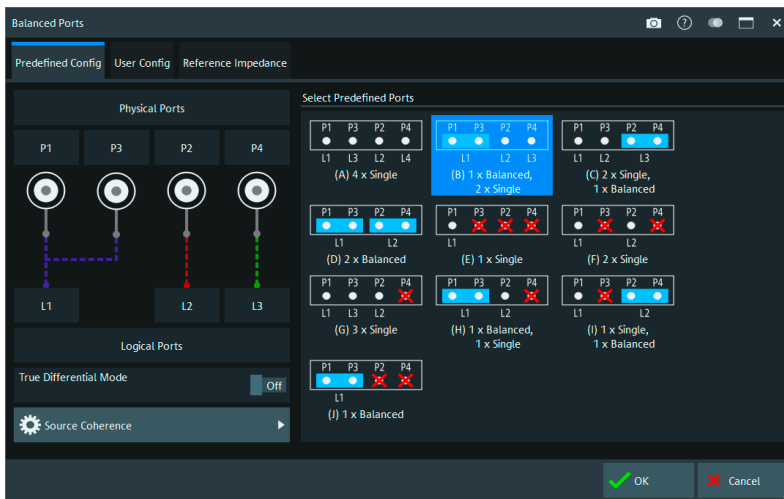 Balanced Ports
?
Predefined Config User Config Reference Impedance
Physical Ports
P1 P3 P2 P4
L1 L2 L3
Logical Ports
True Differential Mode
Off
Source Coherence
Select Predefined Ports
P1 P3 P2 P4
L1 L3 L2 L4
(A) 4 x Single
P1 P3 P2 P4
L1 L2 L3
(B) 1 x Balanced,
2 x Single
P1 P3 P2 P4
L1 L2 L3
(C) 2 x Single,
1 x Balanced
P1 P3 P2 P4
L1 L2
(D) 2 x Balanced
P1 P3 P2 P4
L1
(E) 1 x Single
P1 P3 P2 P4
L1 L2
(F) 2 x Single
P1 P3 P2 P4
L1 L3 L2
(G) 3 x Single
P1 P3 P2 P4
L1 L2
(H) 1 x Balanced,
1 x Single
P1 P3 P2 P4
L1 L2
(I) 1 x Single,
1 x Balanced
P1 P3 P2 P4
L1
(J) 1 x Balanced
OK Cancel